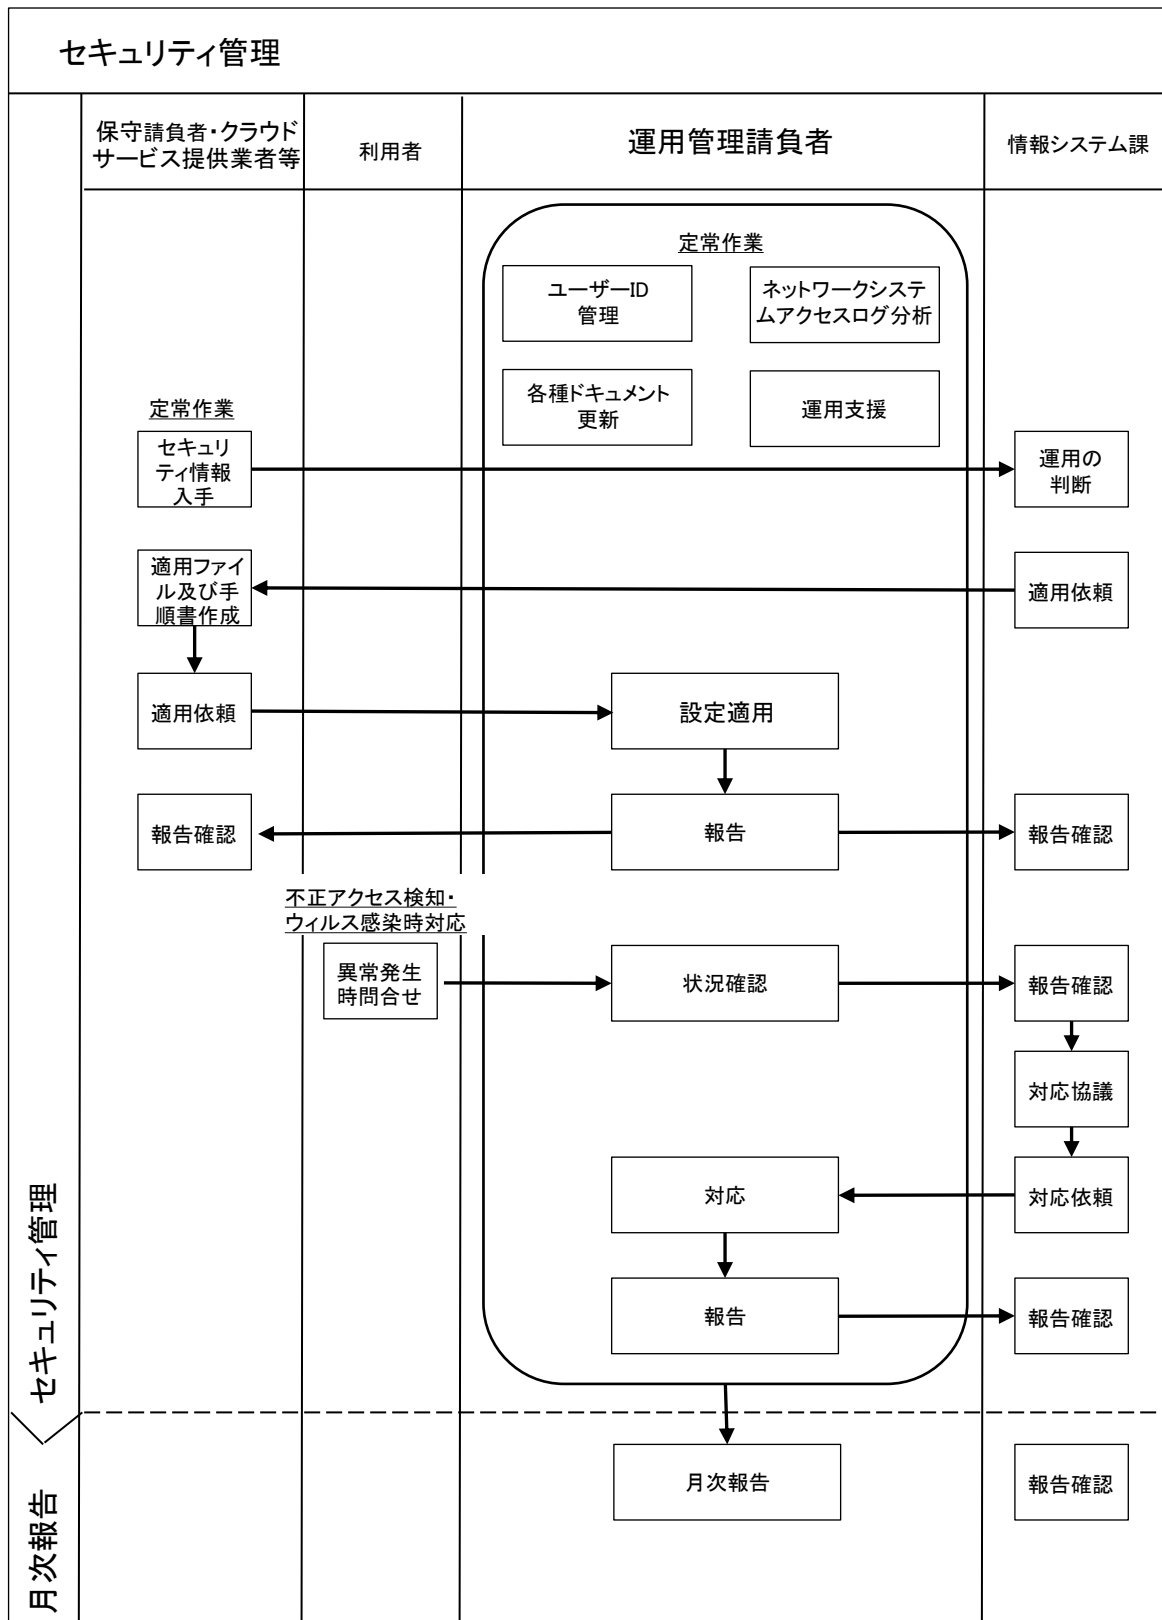 セキュリティ管理
保守請負者・クラウド
サービス提供業者等
利用者
運用管理請負者
情報システム課
定常作業
ユーザーID
管理
ネットワークシステ
ムアクセスログ分析
各種ドキュメント
更新
運用支援
定常作業
セキュリ
ティ情報
入手
運用の
判断
適用ファイ
ル及び手
順書作成
適用依頼
適用依頼
設定適用
報告確認
報告
報告確認
不正アクセス検知・
ウィルス感染時対応
異常発生
時問合せ
状況確認
報告確認
対応協議
対応
対応依頼
報告
報告確認
セキュリティ管理
月次報告
報告確認
月次報告